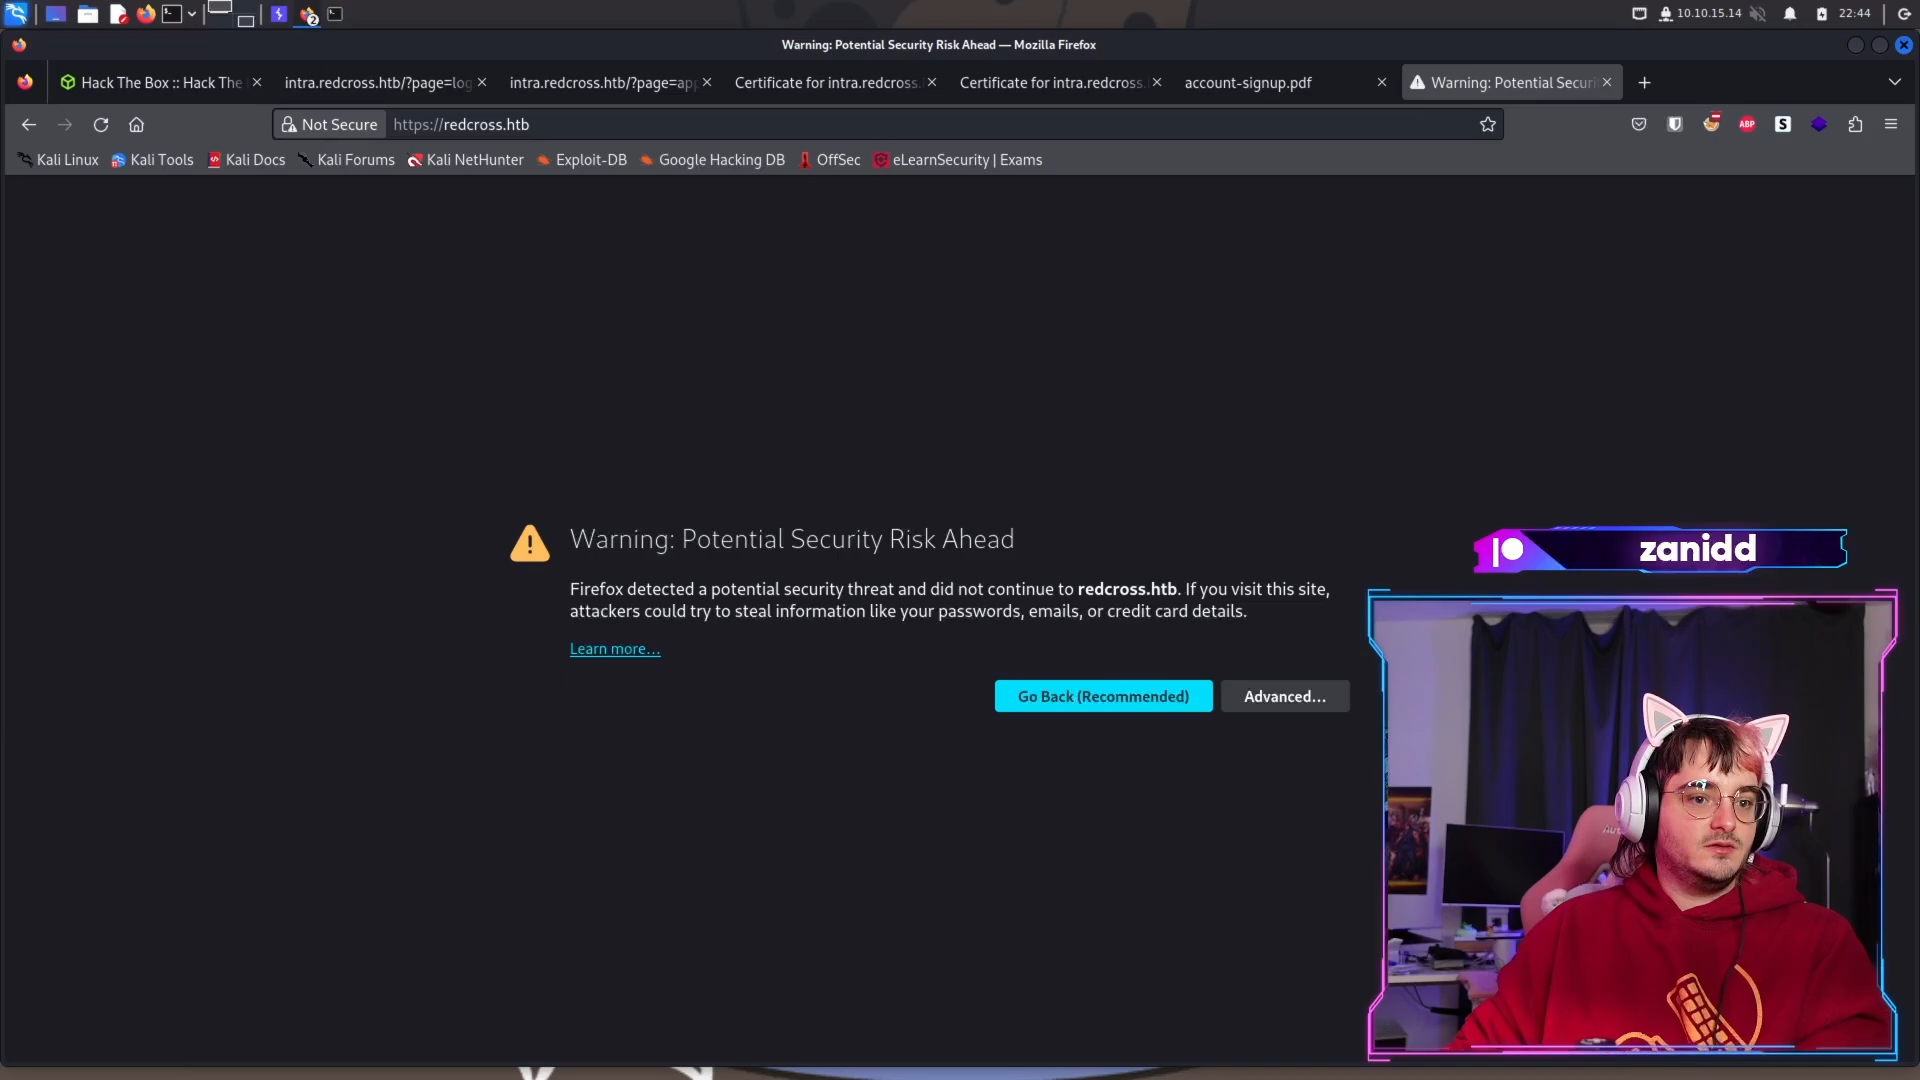 2
10.10.15.14
22:44
Warning: Potential Security Risk Ahead — Mozilla Firefox
Hack The Box :: Hack The
intra.redcross.htb/?page=log
intra.redcross.htb/?page=app
Certificate for intra.redcross.
Certificate for intra.redcross.
account-signup.pdf
Warning: Potential Securi
Not Secure
https://redcross.htb
ABP
S
Kali Linux
Kali Tools
Kali Docs
Kali Forums
Kali NetHunter
Exploit-DB
Google Hacking DB
OffSec
eLearnSecurity | Exams
Warning: Potential Security Risk Ahead
Firefox detected a potential security threat and did not continue to redcross.htb. If you visit this site,
attackers could try to steal information like your passwords, emails, or credit card details.
Learn more…
Go Back (Recommended)
Advanced…
zanidd